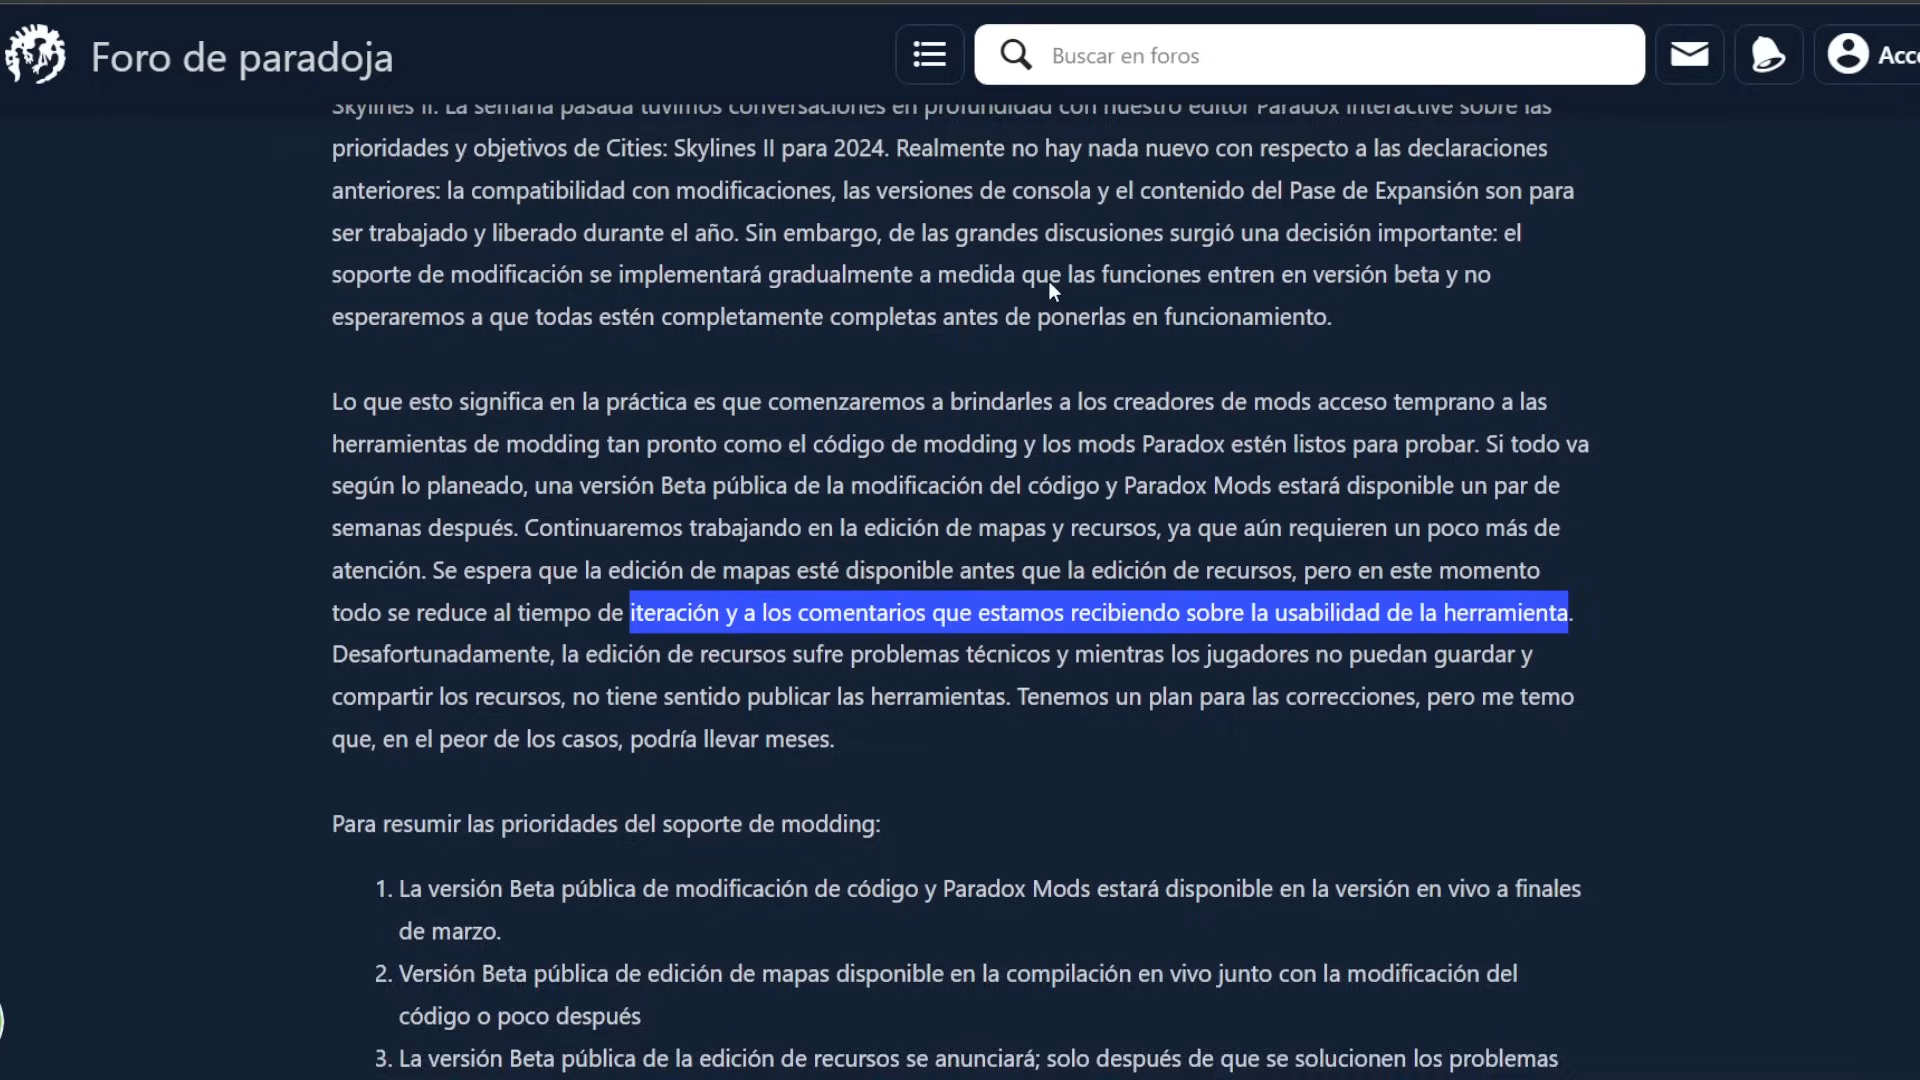 Foro de paradoja
Buscar en foros
Skylines II. La semana pasada tuvimos conversaciones en profundidad con nuestro editor Paradox Interactive sobre las
prioridades y objetivos de Cities: Skylines II para 2024. Realmente no hay nada nuevo con respecto a las declaraciones
anteriores: la compatibilidad con modificaciones, las versiones de consola y el contenido del Pase de Expansión son para
ser trabajado y liberado durante el año. Sin embargo, de las grandes discusiones surgió una decisión importante: el
soporte de modificación se implementará gradualmente a medida que las funciones entren en versión beta y no
esperaremos a que todas estén completamente completas antes de ponerlas en funcionamiento.
Lo que esto significa en la práctica es que comenzaremos a brindarles a los creadores de mods acceso temprano a las
herramientas de modding tan pronto como el código de modding y los mods Paradox estén listos para probar. Si todo va
según lo planeado, una versión Beta pública de la modificación del código y Paradox Mods estará disponible un par de
semanas después. Continuaremos trabajando en la edición de mapas y recursos, ya que aún requieren un poco más de
atención. Se espera que la edición de mapas esté disponible antes que la edición de recursos, pero en este momento
todo se reduce al tiempo de iteración y a los comentarios que estamos recibiendo sobre la usabilidad de la herramienta.
Desafortunadamente, la edición de recursos sufre problemas técnicos y mientras los jugadores no puedan guardar y
compartir los recursos, no tiene sentido publicar las herramientas. Tenemos un plan para las correcciones, pero me temo
que, en el peor de los casos, podría llevar meses.
Para resumir las prioridades del soporte de modding:
1. La versión Beta pública de modificación de código y Paradox Mods estará disponible en la versión en vivo a finales
de marzo.
2. Versión Beta pública de edición de mapas disponible en la compilación en vivo junto con la modificación del
código o poco después
3. La versión Beta pública de la edición de recursos se anunciará; solo después de que se solucionen los problemas